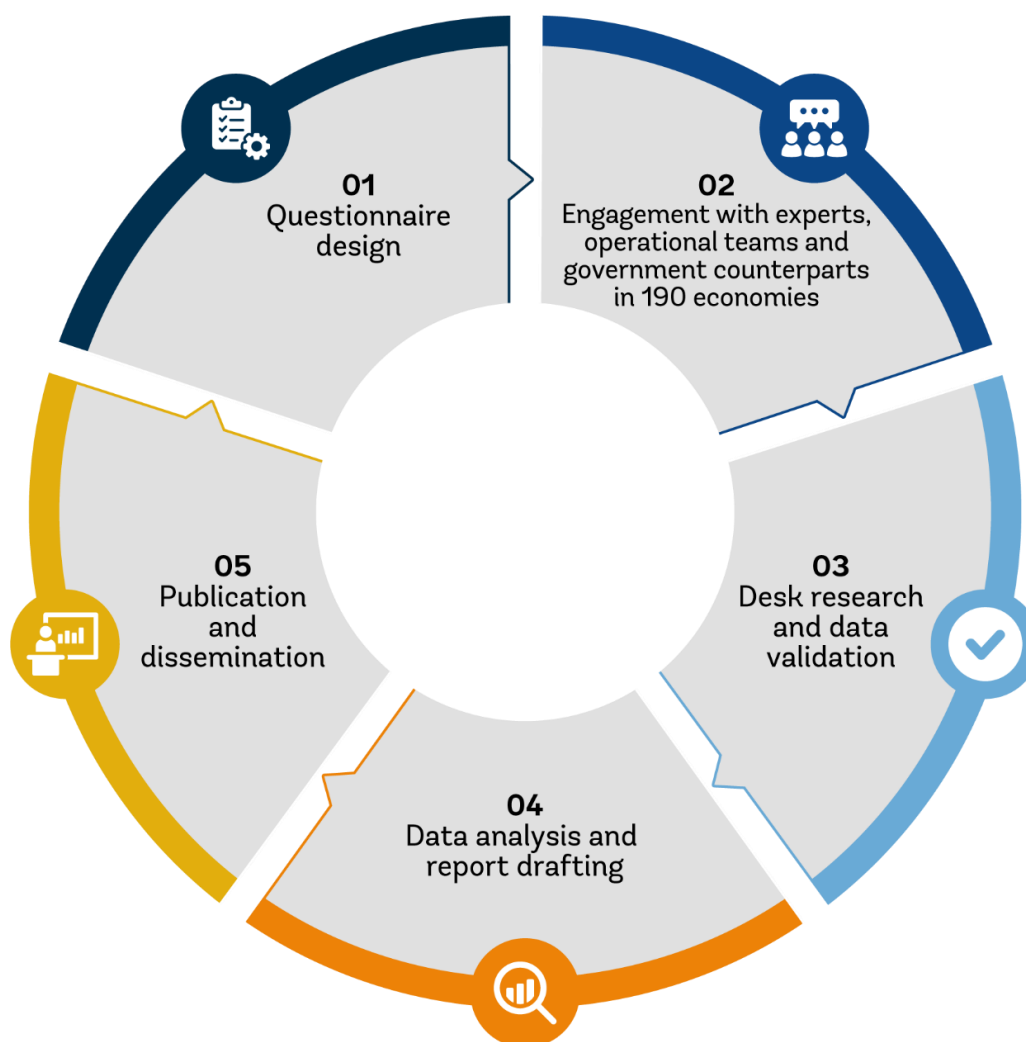 01
Questionnaire
design
02
Engagement with experts,
operational teams and
government counterparts
in 190 economies
03
Desk research
and data
validation
04
Data analysis and
report drafting
05
Publication
and
dissemination